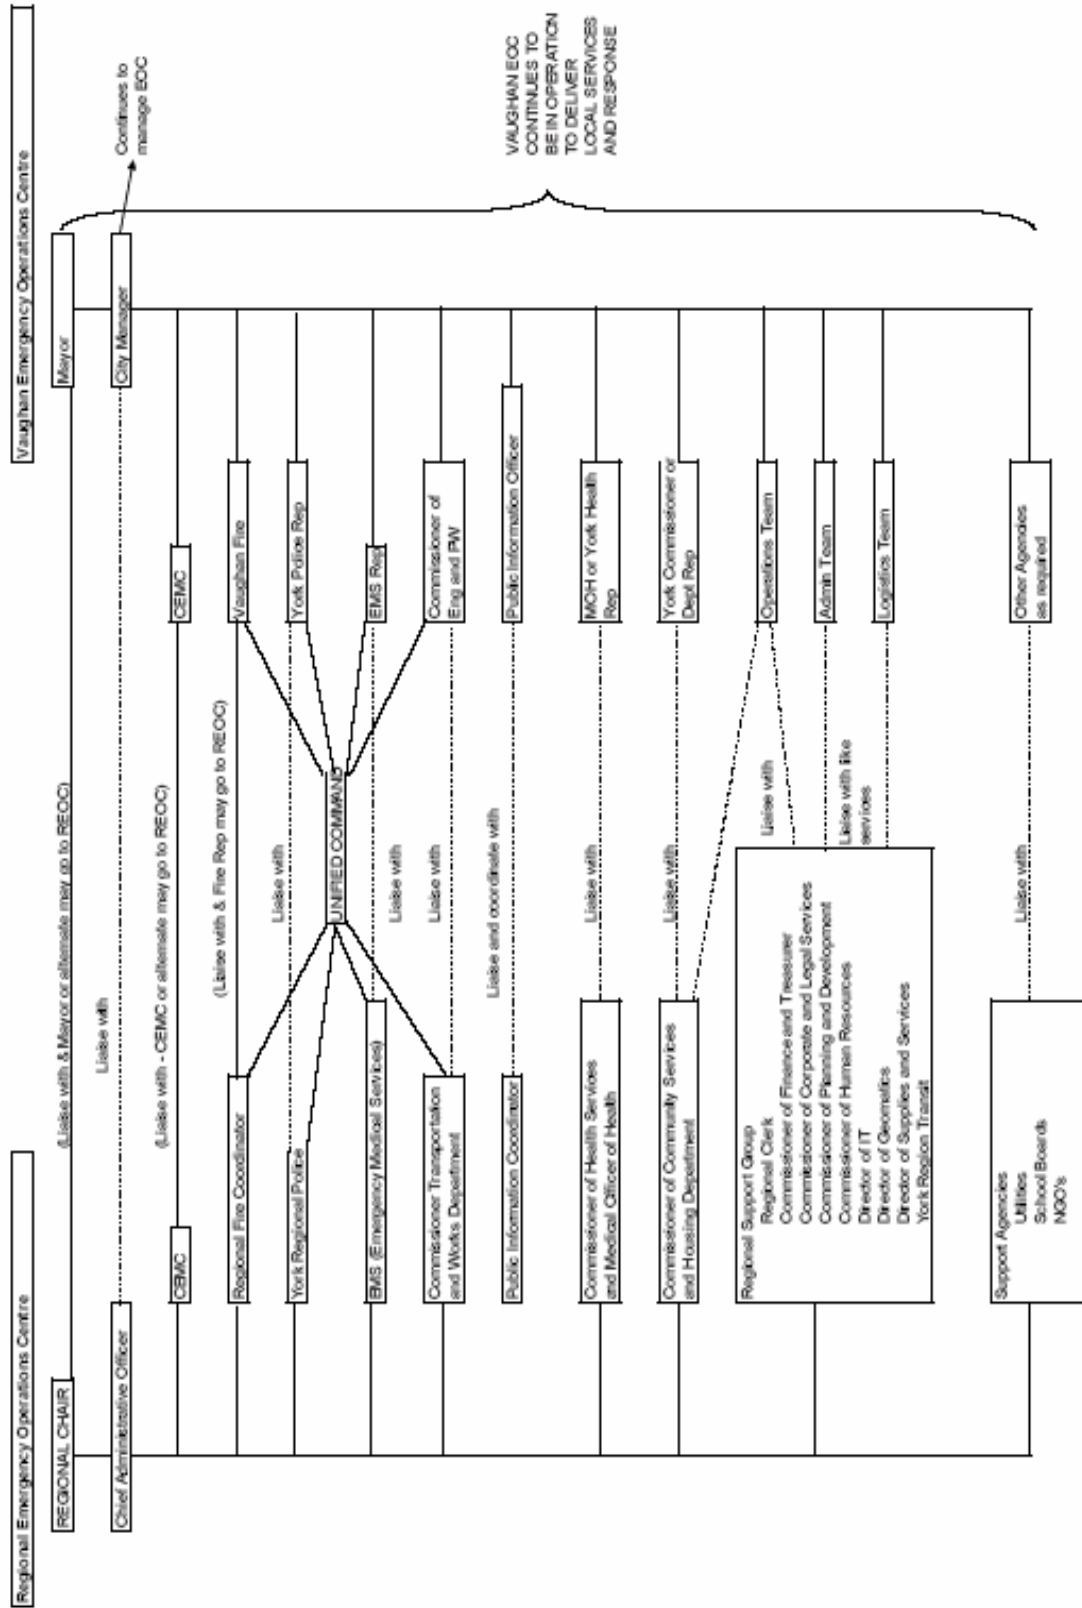 Regional Emergency Operations Centre
Vaughan Emergency Operations Centre
REGIONAL CHAIR
(Liaise with & Mayor or alternate may go to REOC)
Mayor
Chief Administrative Officer
Liaise with
City Manager
Continues to
manage EOC
CEMC
(Liaise with - CEMC or alternate may go to REOC)
CEMC
Regional Fire Coordinator
(Liaise with & Fire Rep may go to REOC)
Vaughan Fire
York Regional Police
Liaise with
York Police Rep
UNIFIED COMMAND
EMS (Emergency Medical Services)
Liaise with
EMS Rep
Commissioner Transportation
and Works Department
Liaise with
Commissioner of
Eng and PW
Public Information Coordinator
Liaise and coordinate with
Public Information Officer
VAUGHAN EOC
CONTINUES TO
BE IN OPERATION
TO DELIVER
LOCAL SERVICES
AND RESPONSE
Commissioner of Health Services
and Medical Officer of Health
Liaise with
MOH or York Health
Rep
Commissioner of Community Services
and Housing Department
Liaise with
York Commissioner or
Dept Rep
Regional Support Group
Regional Clerk
Commissioner of Finance and Treasurer
Commissioner of Corporate and Legal Services
Commissioner of Planning and Development
Commissioner of Human Resources
Director of IT
Director of Geomatics
Director of Supplies and Services
York Region Transit
Liaise with
Operations Team
Liaise with like
services
Admin Team
Logistics Team
Support Agencies
Utilities
School Boards
NGO's
Liaise with
Other Agencies
as required